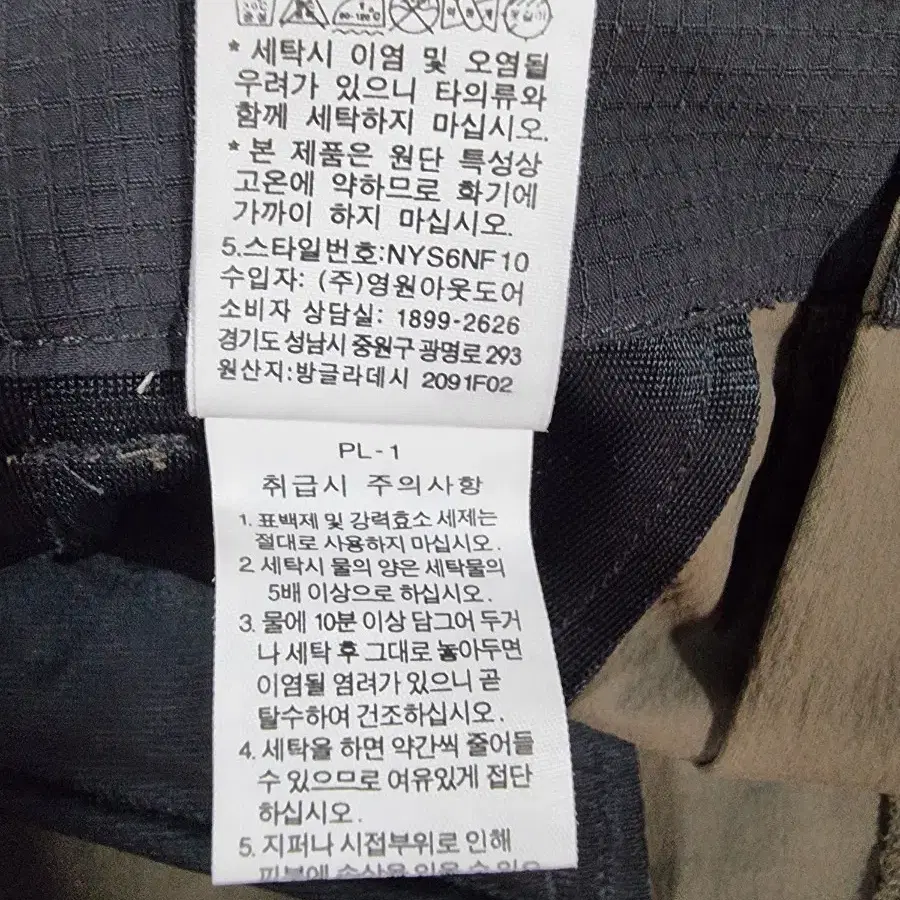 * 세탁시 이염 및 오염될
우려가 있으니 타의류와
함께 세탁하지 마십시오.
* 본 제품은 원단 특성상
고온에 약하므로 화기에
가까이 하지 마십시오.
5.스타일번호:NYS6NF10
수입자: (주)영원아웃도어
소비자 상담실: 1899-2626
경기도 성남시 중원구 광명로 293
원산지:방글라데시 2091F02
PL-1
취급시 주의사항
1. 표백제 및 강력효소 세제는
절대로 사용하지 마십시오.
2. 세탁시 물의 양은 세탁물의
5배 이상으로 하십시오.
3. 물에 10분 이상 담그어 두거
나 세탁 후 그대로 놓아두면
이염될 염려가 있으니 곧
탈수하여 건조하십시오.
4. 세탁을 하면 약간씩 줄어들
수 있으므로 여유있게 접단
하십시오.
5. 지퍼나 시접부위로 인해
피부에 손상을 입을 수 있으